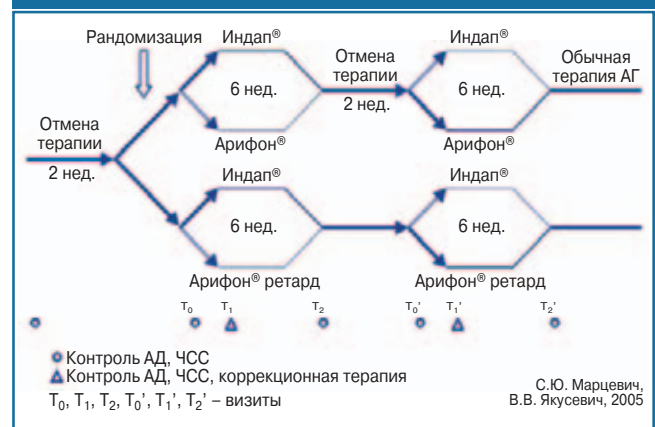 Рандомизация
Индап®
Отмена
терапии
Индап®
Обычная
терапия АГ
6 нед.
2 нед.
6 нед.
Отмена
терапии
2 нед.
Арифон®
Арифон®
Индап®
Индап®
6 нед.
6 нед.
Арифон® ретард
Арифон® ретард
T₀ T₁ T₂ T₀' T₁' T₂'
Контроль АД, ЧСС
Контроль АД, ЧСС, коррекционная терапия
T₀, T₁, T₂, T₀', T₁', T₂' – визиты
С.Ю. Марцевич,
В.В. Якусевич, 2005